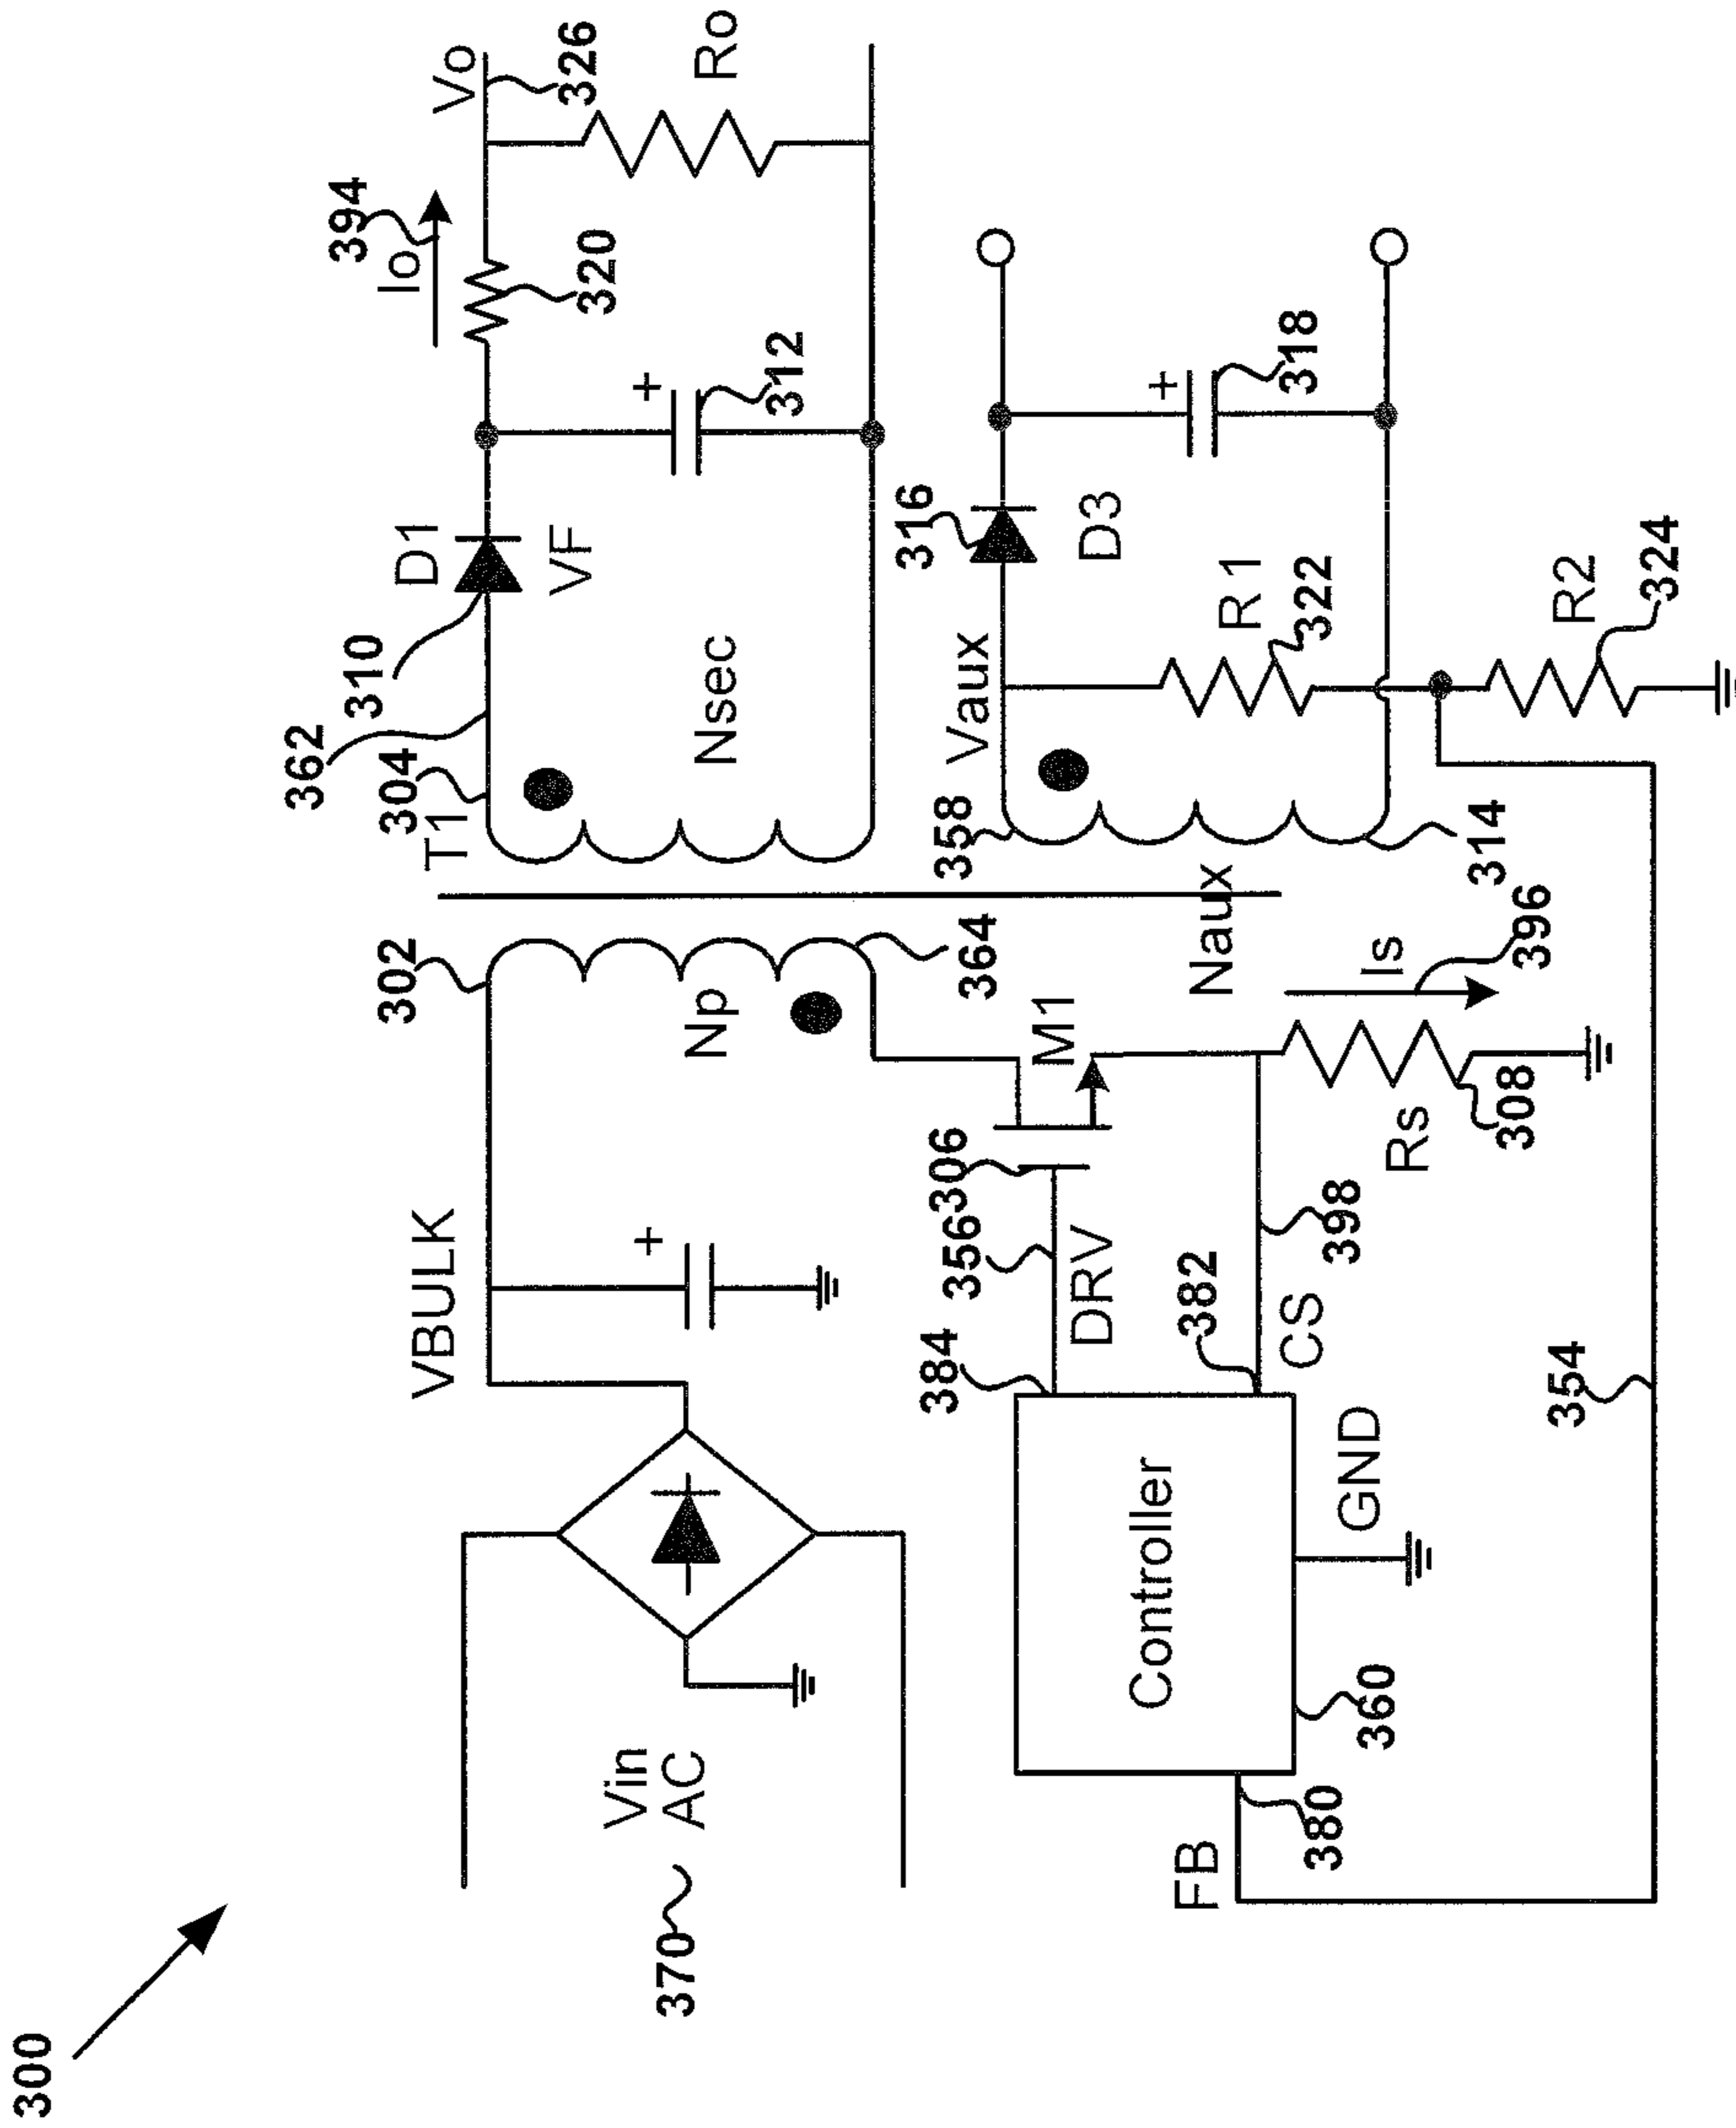 300
370
Vin
AC
VBULK
302
Np
364
T1
304
362
310
D1
VF
Nsec
312
Io
394
320
Vo
326
Ro
FB
380
Controller
360
GND
384
356
DRV
306
M1
382
CS
398
Rs
308
Is
396
Naux
358
Vaux
314
316
D3
R1
322
318
R2
324
354
+
+
+